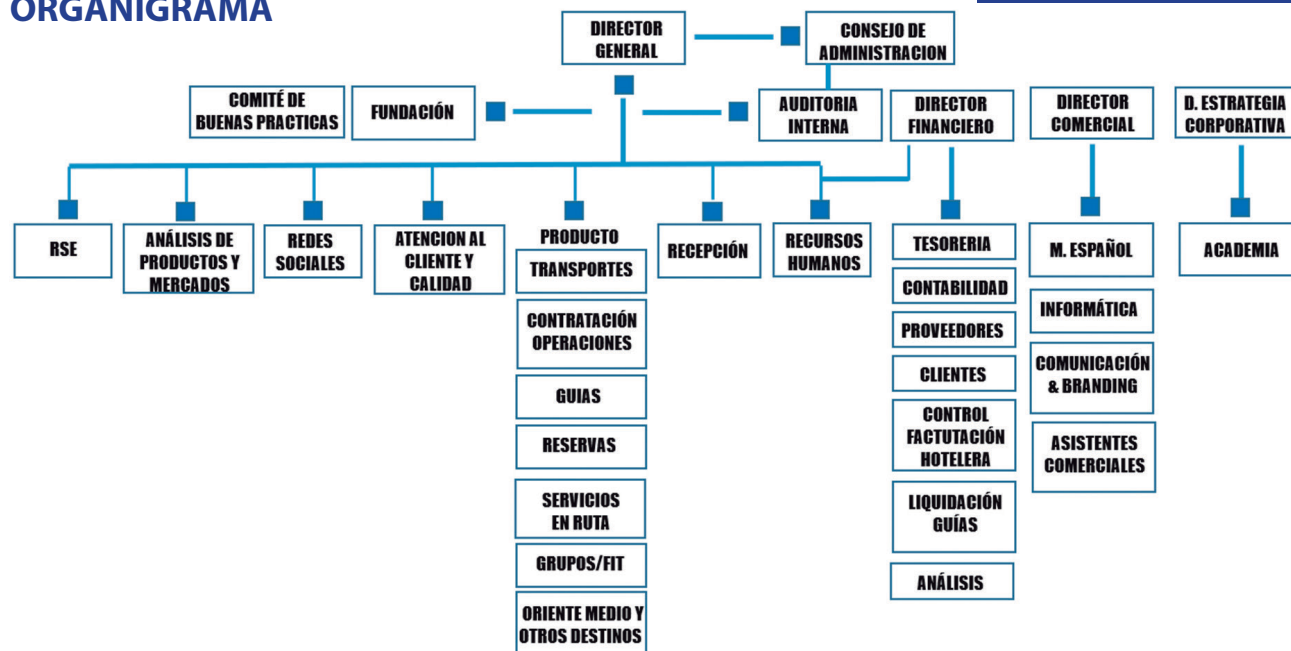 ORGANIGRAMA
DIRECTOR
GENERAL
CONSEJO DE
ADMINISTRACION
COMITÉ DE
BUENAS PRACTICAS
FUNDACIÓN
AUDITORIA
INTERNA
DIRECTOR
FINANCIERO
DIRECTOR
COMERCIAL
D. ESTRATEGIA
CORPORATIVA
RSE
ANÁLISIS DE
PRODUCTOS Y
MERCADOS
REDES
SOCIALES
ATENCION AL
CLIENTE Y
CALIDAD
PRODUCTO
TRANSPORTES
CONTRATACIÓN
OPERACIONES
GUIAS
RESERVAS
SERVICIOS
EN RUTA
GRUPOS/FIT
ORIENTE MEDIO Y
OTROS DESTINOS
RECEPCIÓN
RECURSOS
HUMANOS
TESORERIA
CONTABILIDAD
PROVEEDORES
CLIENTES
CONTROL
FACTUTACIÓN
HOTELERA
LIQUIDACIÓN
GUÍAS
ANÁLISIS
M. ESPAÑOL
INFORMÁTICA
COMUNICACIÓN
& BRANDING
ASISTENTES
COMERCIALES
ACADEMIA